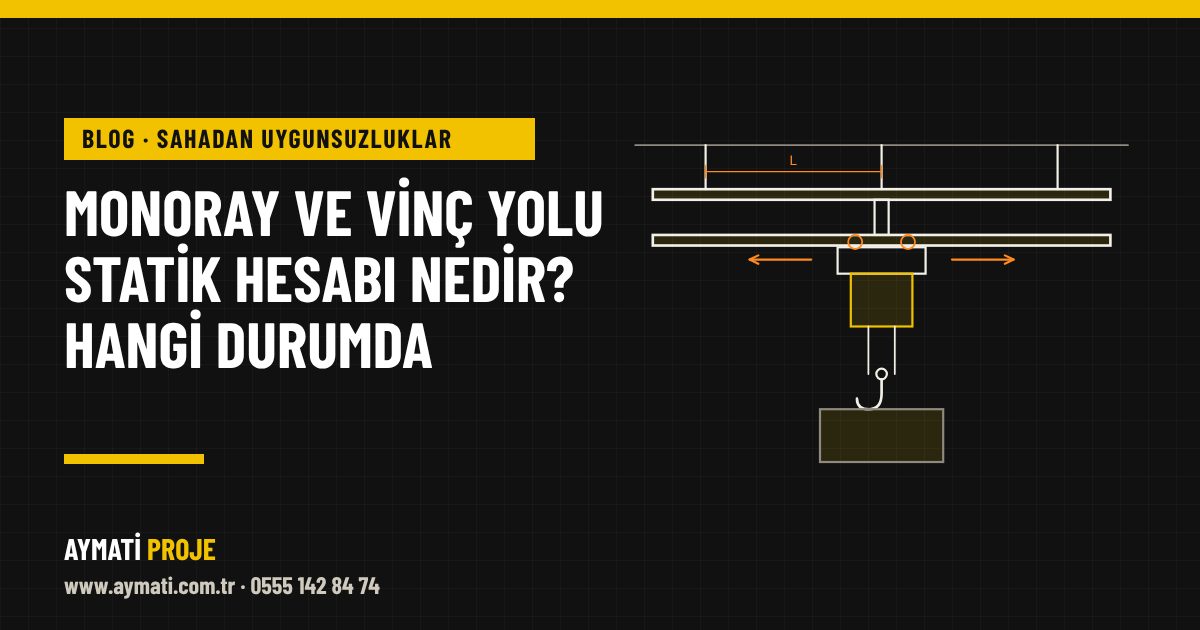 BLOG · SAHADAN UYGUNSUZLUKLAR
MONORAY VE VİNÇ YOLU
STATİK HESABI NEDİR?
HANGİ DURUMDA
L
AYMATİ PROJE
www.aymati.com.tr · 0555 142 84 74